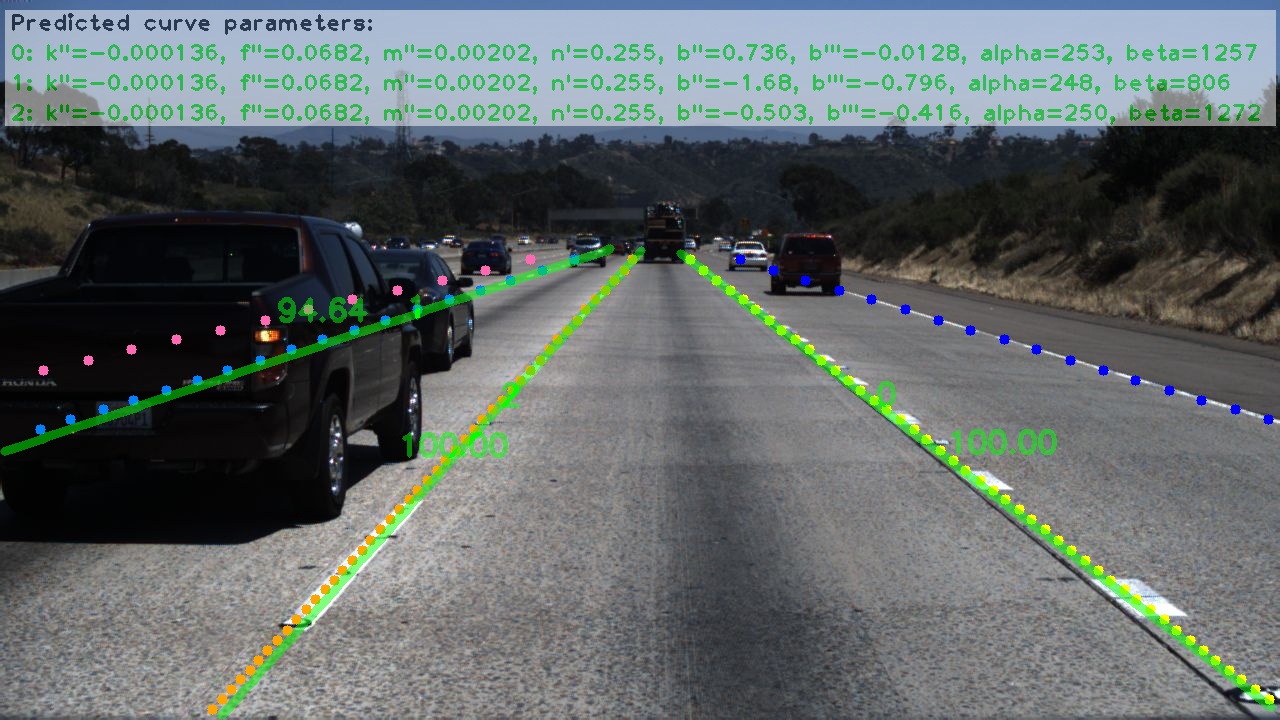 Predicted curve parameters:
0: k''=-0.000136, f''=0.0682, m''=0.00202, n'=0.255, b''=0.736, b'''=-0.0128, alpha=253, beta=1257
1: k''=-0.000136, f''=0.0682, m''=0.00202, n'=0.255, b''=-1.68, b'''=-0.796, alpha=248, beta=806
2: k''=-0.000136, f''=0.0682, m''=0.00202, n'=0.255, b''=-0.503, b'''=-0.416, alpha=250, beta=1272
94.64
1
HONDA
2
0
100.00
100.00